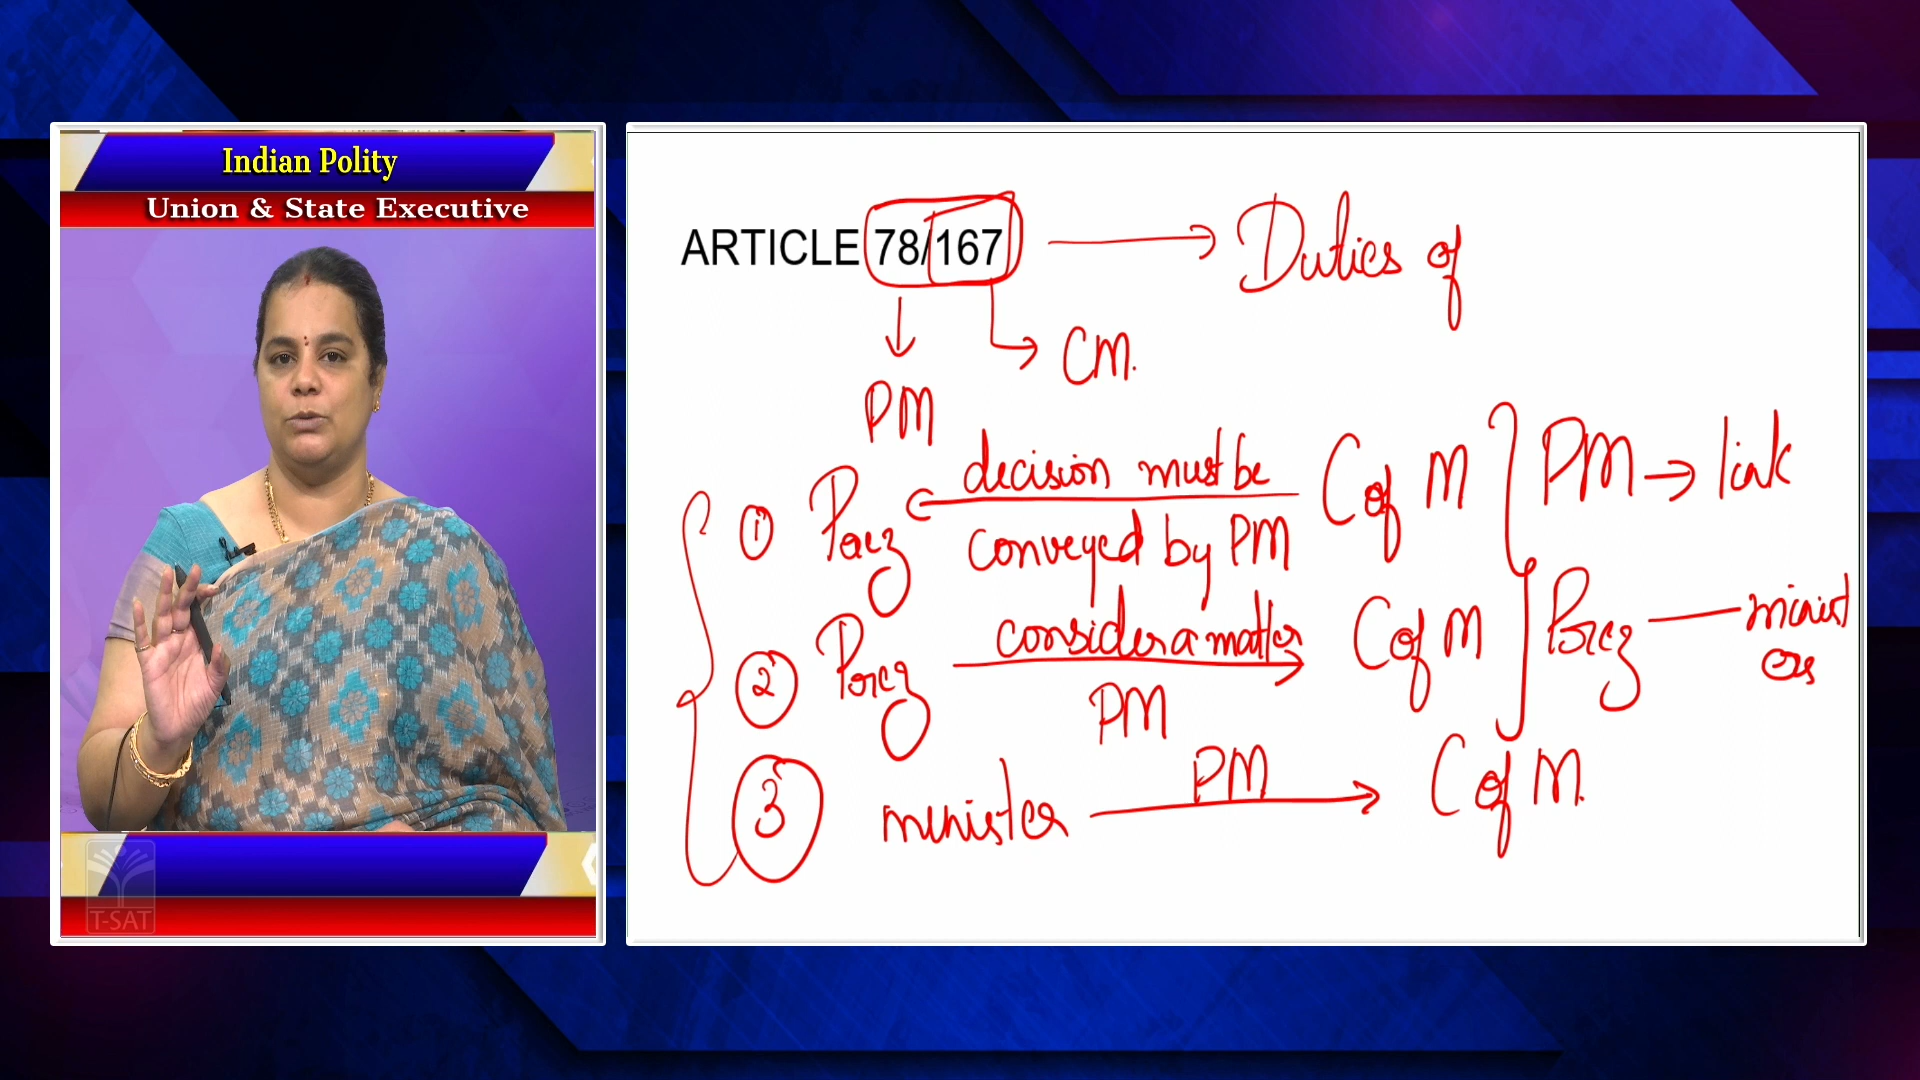 Indian Polity
Union & State Executive
T-SAT
ARTICLE 78/167 → Duties of
PM
CM.
① Prez decision must be C of M
conveyed by PM
PM → link
② Prez consider a matter C of M
PM
Prez — minist
ers
③ minister PM → C of M.